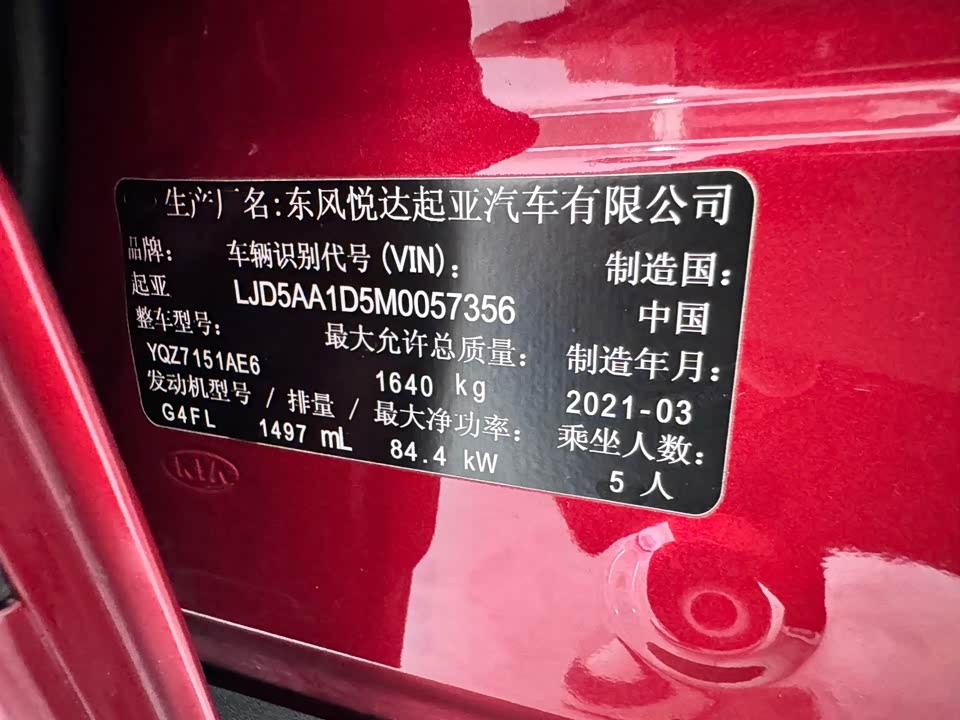 生产厂名:东风悦达起亚汽车有限公司
品牌: 车辆识别代号(VIN): 制造国:
起亚 LJD5AA1D5M0057356 中国
整车型号: 最大允许总质量: 制造年月:
YQZ7151AE6 1640 kg 2021-03
发动机型号 / 排量 / 最大净功率: 乘坐人数:
G4FL 1497 mL 84.4 kW 5 人
KIA